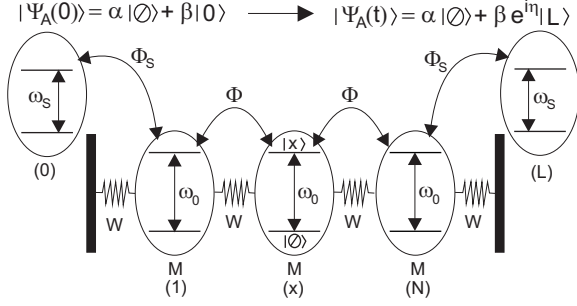 |Ψ_A(0)⟩ = α |∅⟩ + β |0⟩ ⟶ |Ψ_A(t)⟩ = α |∅⟩ + β e^{iη} |L⟩
Φ_S Φ Φ Φ_S
ω_S ω_S
(0) |x⟩ (L)
ω_0 ω_0 ω_0
W W W W
|∅⟩
M M M
(1) (x) (N)